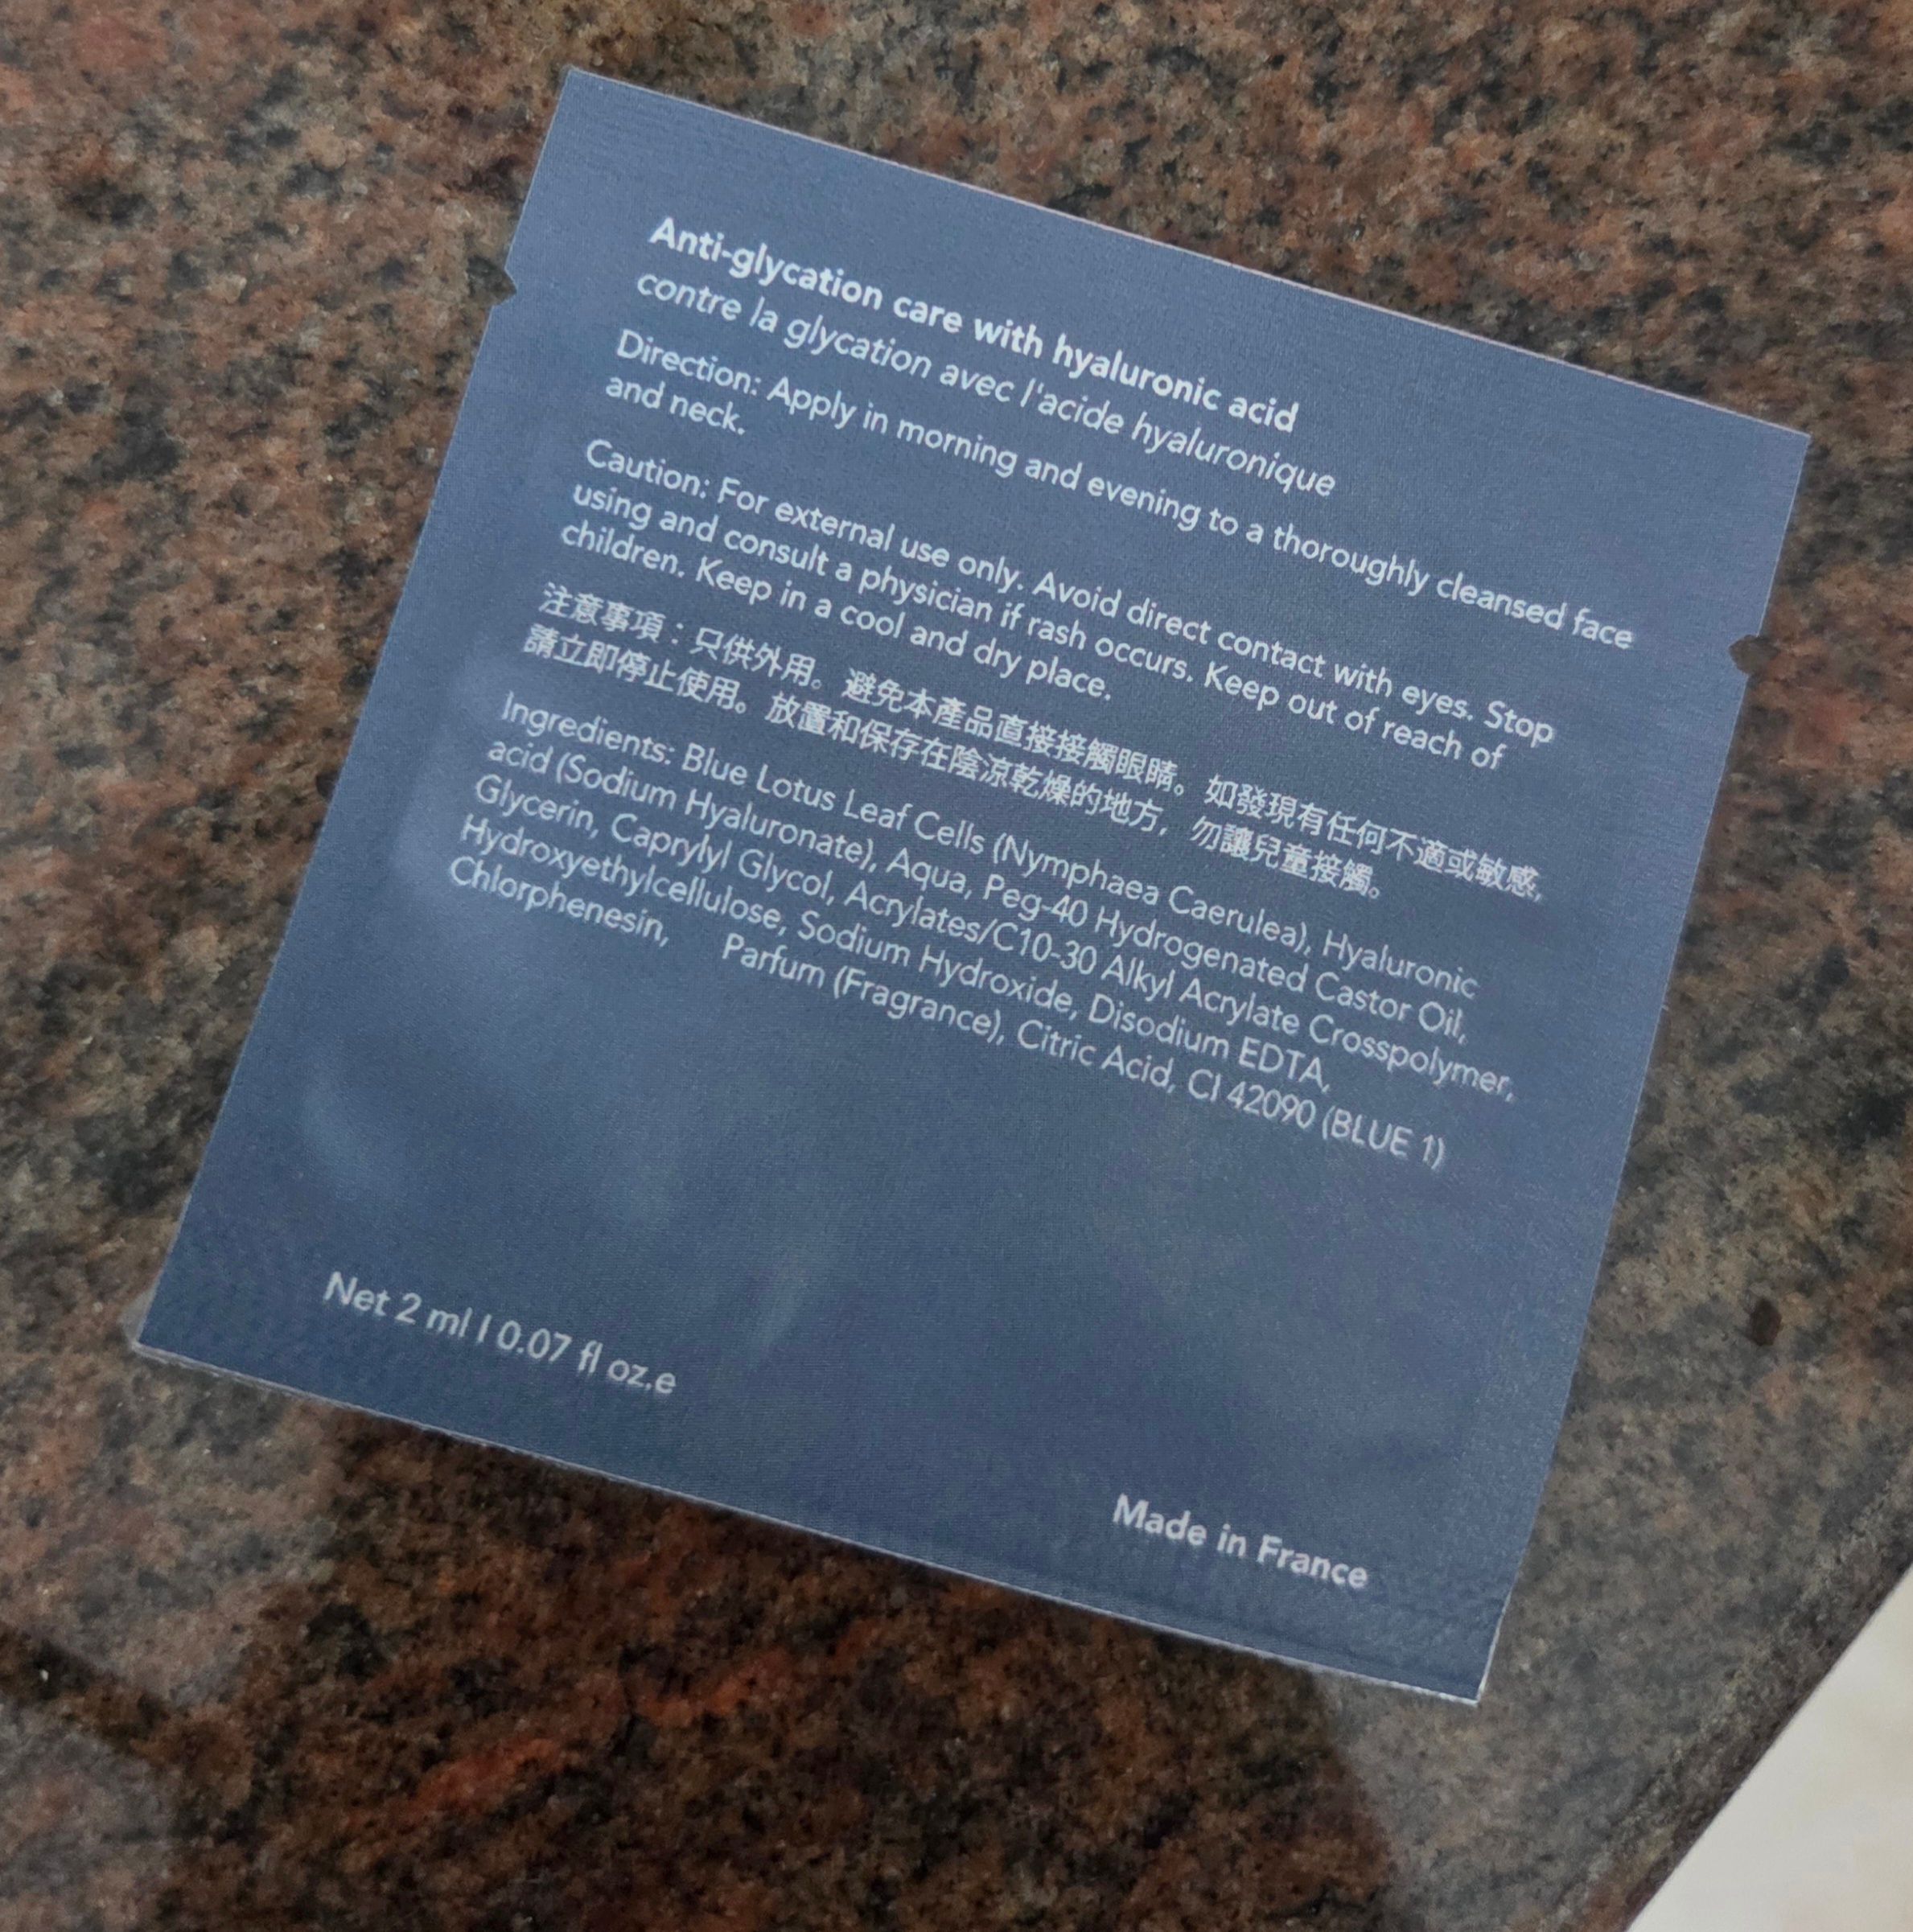 Anti-glycation care with hyaluronic acid
contre la glycation avec l'acide hyaluronique
Direction: Apply in morning and evening to a thoroughly cleansed face
and neck.
Caution: For external use only. Avoid direct contact with eyes. Stop
using and consult a physician if rash occurs. Keep out of reach of
children. Keep in a cool and dry place.
注意事項：只供外用。避免本產品直接接觸眼睛。如發現有任何不適或敏感,
請立即停止使用。放置和保存在陰涼乾燥的地方，勿讓兒童接觸。
Ingredients: Blue Lotus Leaf Cells (Nymphaea Caerulea), Hyaluronic
acid (Sodium Hyaluronate), Aqua, Peg-40 Hydrogenated Castor Oil,
Glycerin, Caprylyl Glycol, Acrylates/C10-30 Alkyl Acrylate Crosspolymer,
Hydroxyethylcellulose, Sodium Hydroxide, Disodium EDTA,
Chlorphenesin, Parfum (Fragrance), Citric Acid, CI 42090 (BLUE 1)
Net 2 ml I 0.07 fl oz.e
Made in France